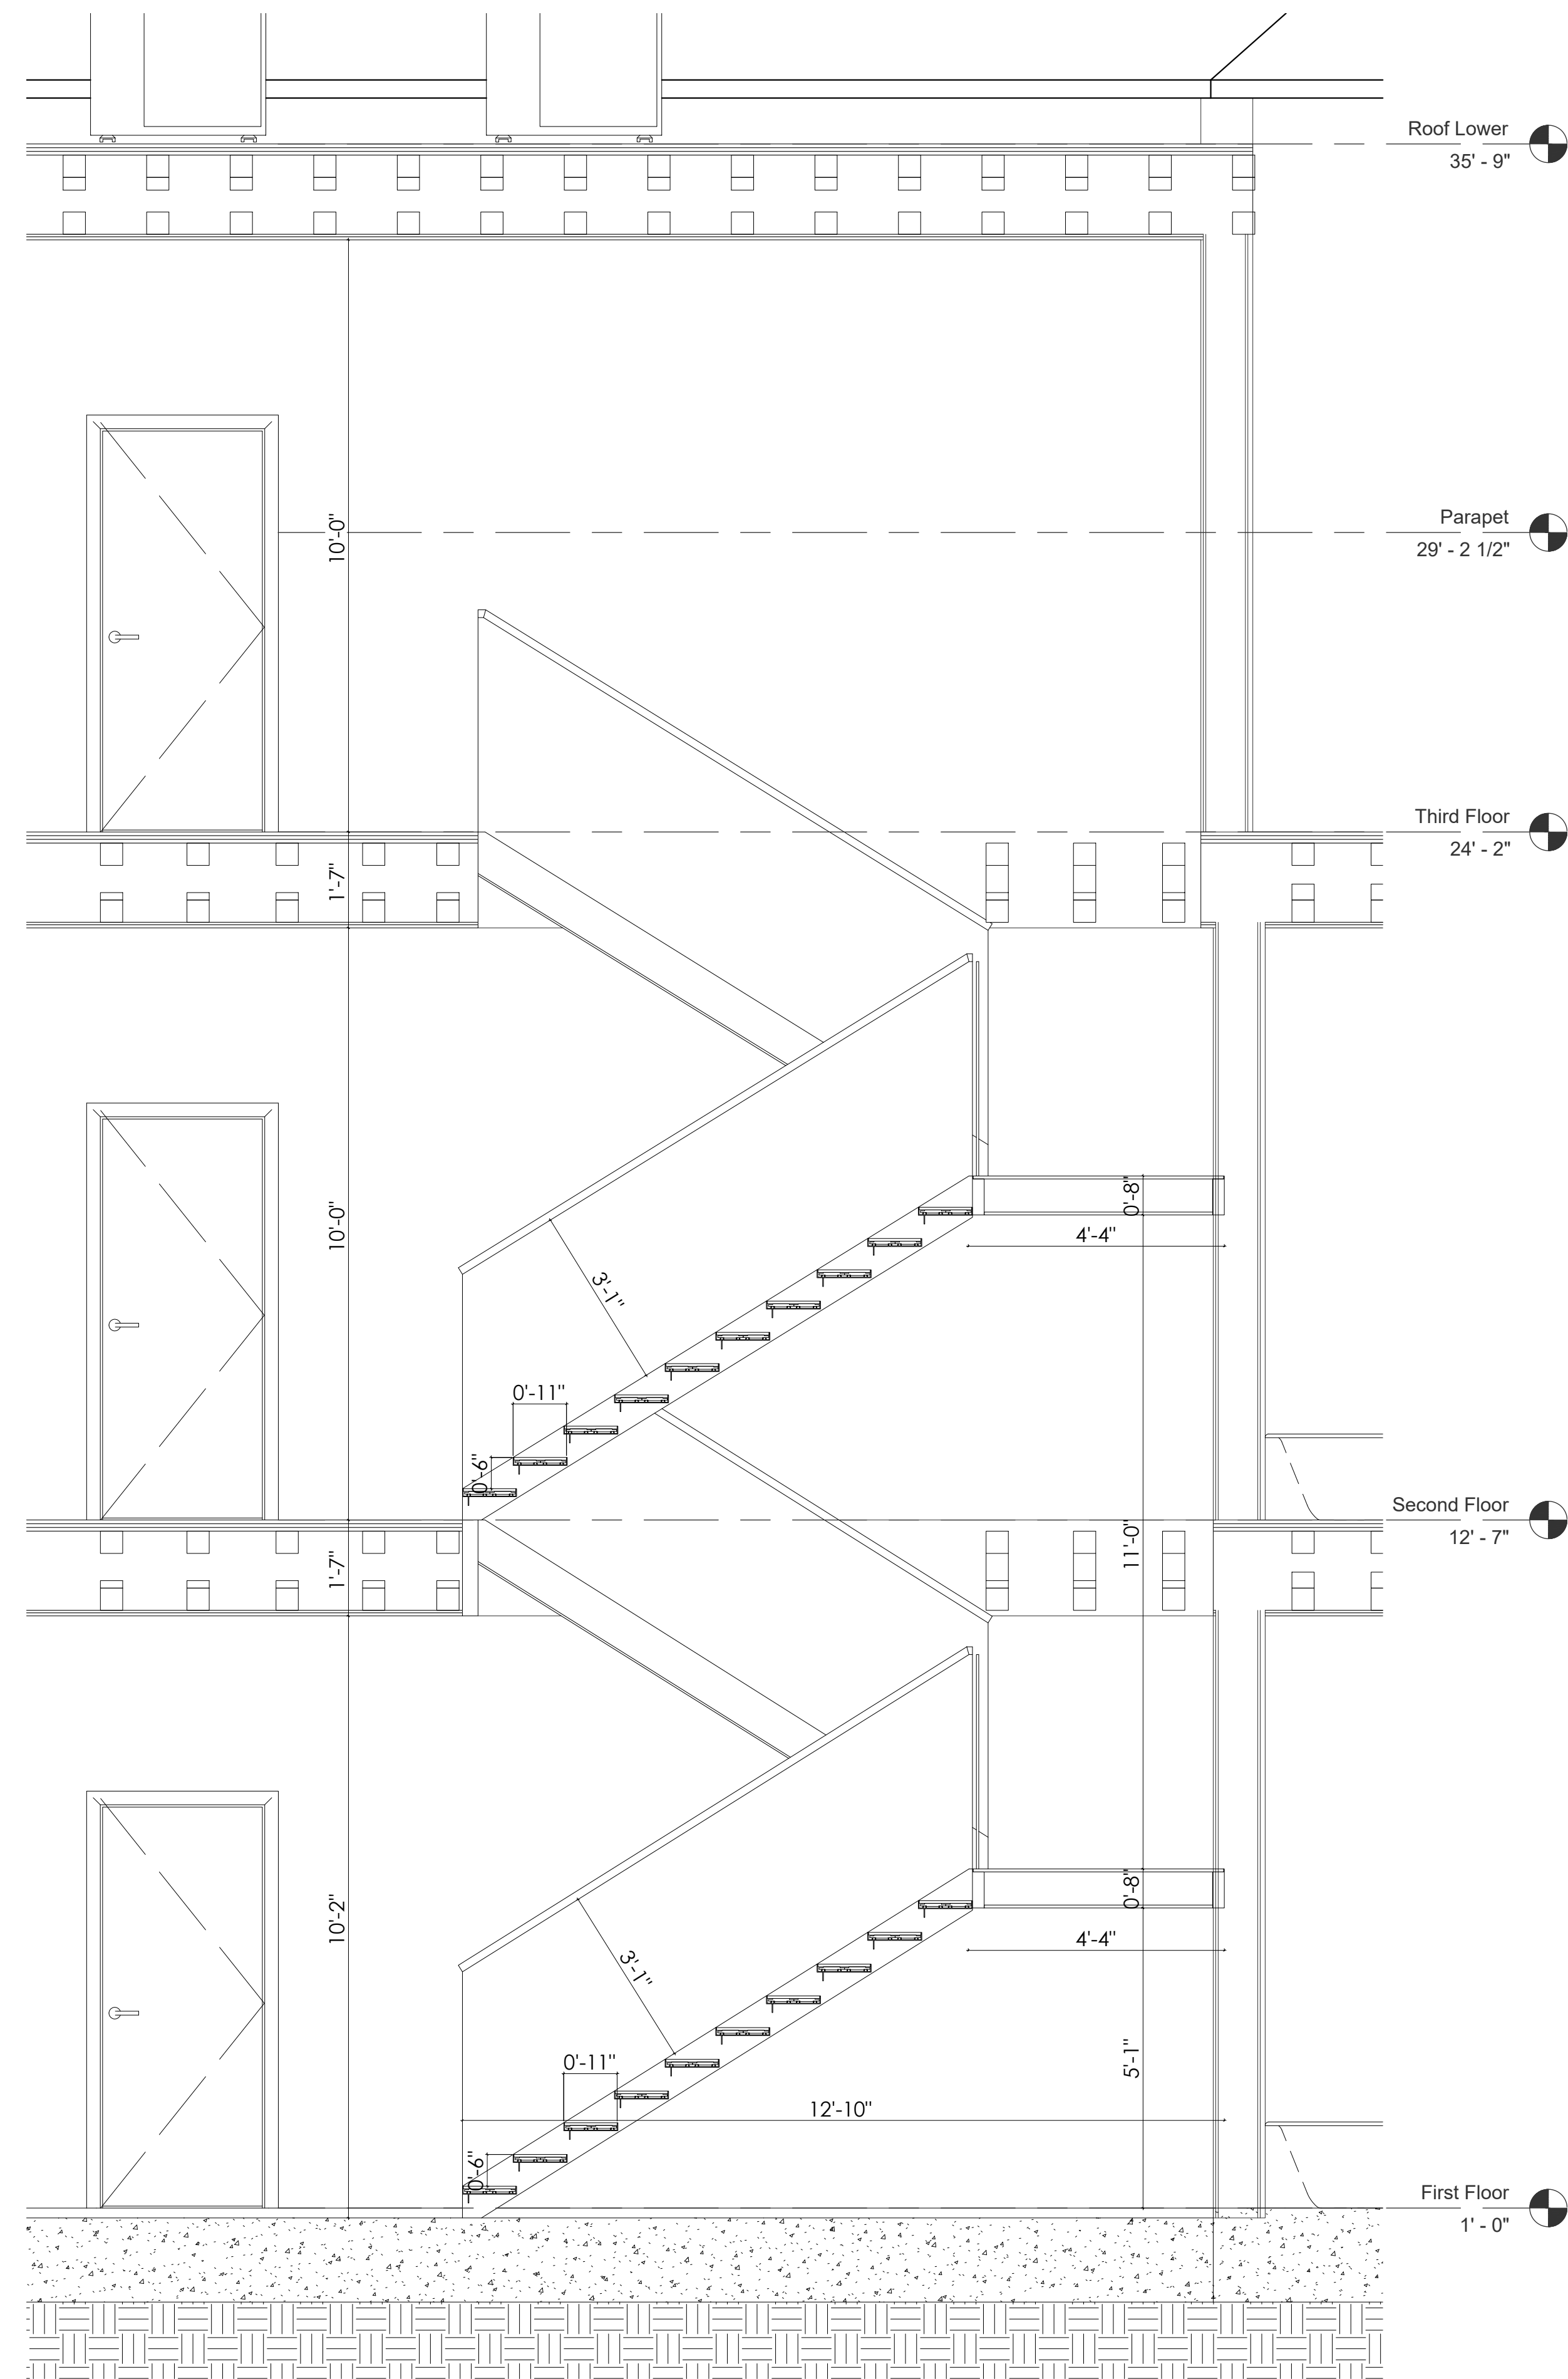 Roof Lower
35' - 9"
Parapet
29' - 2 1/2"
10'-0"
Third Floor
24' - 2"
1'-7"
0'-8"
4'-4"
10'-0"
3'-1"
0'-11"
0'-6"
Second Floor
12' - 7"
11'-0"
1'-7"
0'-8"
4'-4"
10'-2"
3'-1"
5'-1"
0'-11"
12'-10"
0'-6"
First Floor
1' - 0"